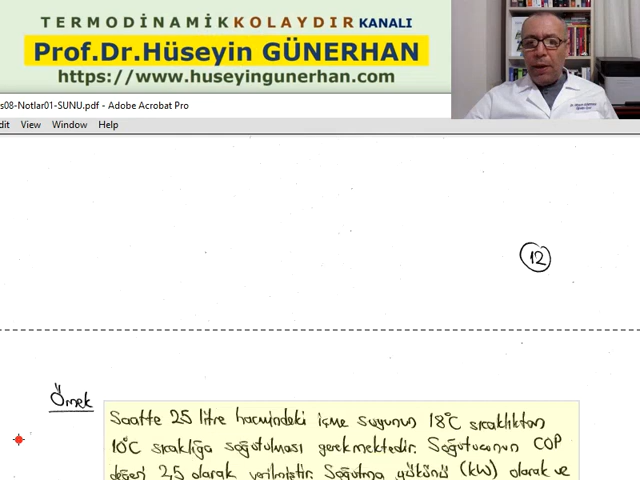 TERMODİNAMİKKOLAYDIR KANALI
Prof.Dr.Hüseyin GÜNERHAN
https://www.huseyingunerhan.com
s08-Notlar01-SUNU.pdf - Adobe Acrobat Pro
dit View Window Help
12
Örnek
Saatte 25 litre hacmindeki içme suyunun 18°C sıcaklıktan
10°C sıcaklığa soğutulması gerekmektedir. Soğutucunun COP
değeri 2,5 olarak verilmiştir. Soğutma yükünü (kW) olarak ve